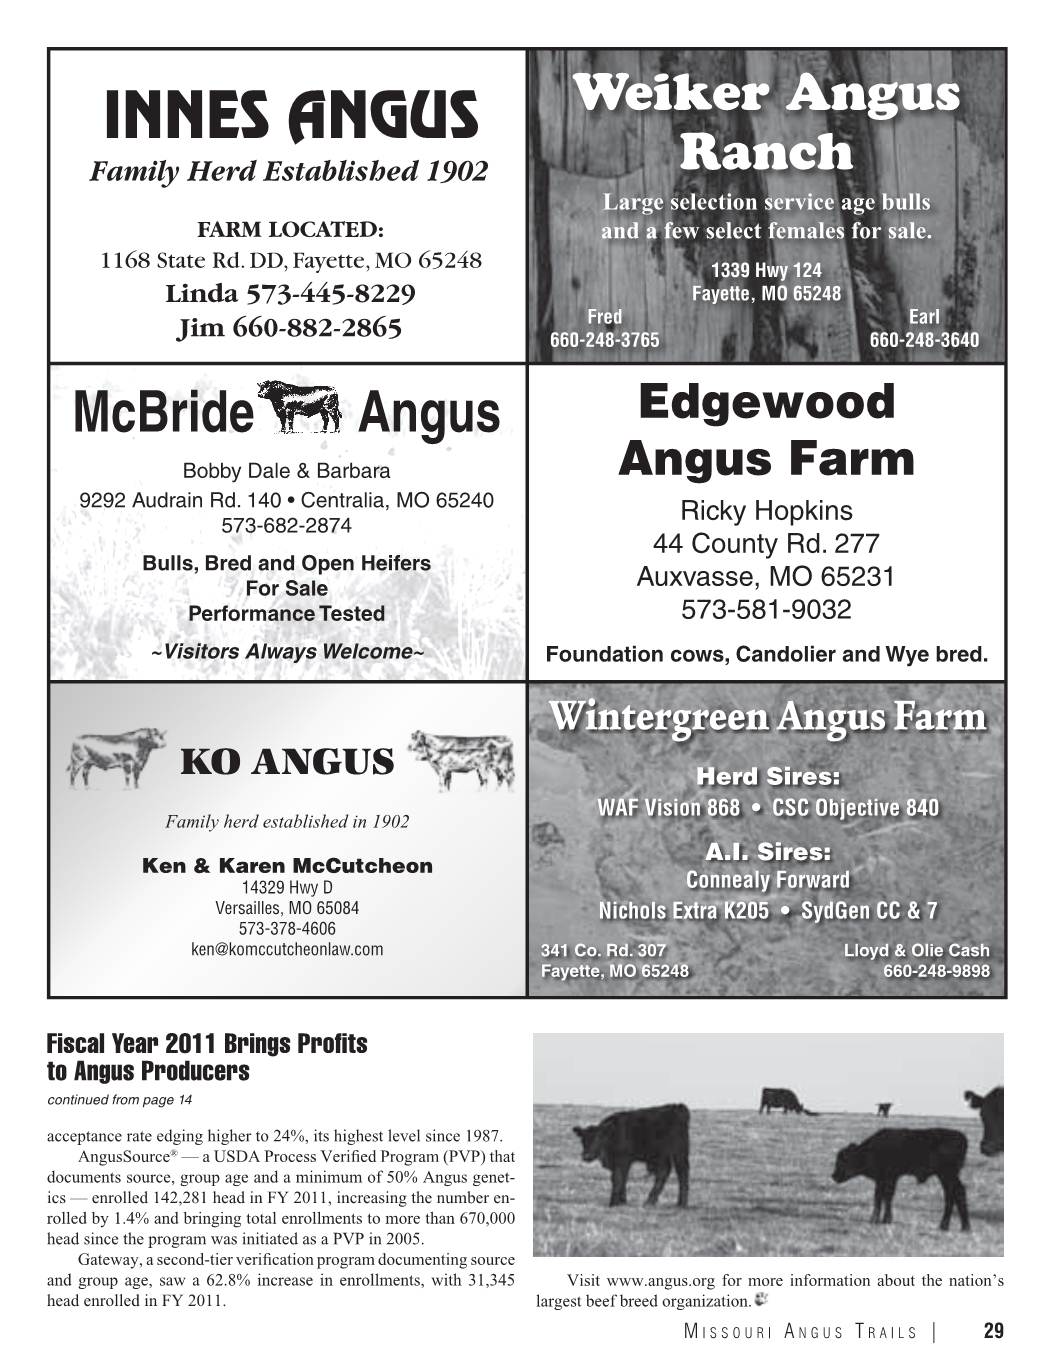 INNES ANGUS
Family Herd Established 1902
FARM LOCATED:
1168 State Rd. DD, Fayette, MO 65248
Linda 573-445-8229
Jim 660-882-2865
Weiker Angus
Ranch
Large selection service age bulls
and a few select females for sale.
1339 Hwy 124
Fayette, MO 65248
Fred
660-248-3765
Earl
660-248-3640
McBride Angus
Bobby Dale & Barbara
9292 Audrain Rd. 140 • Centralia, MO 65240
573-682-2874
Bulls, Bred and Open Heifers
For Sale
Performance Tested
~Visitors Always Welcome~
Edgewood
Angus Farm
Ricky Hopkins
44 County Rd. 277
Auxvasse, MO 65231
573-581-9032
Foundation cows, Candolier and Wye bred.
KO ANGUS
Family herd established in 1902
Ken & Karen McCutcheon
14329 Hwy D
Versailles, MO 65084
573-378-4606
ken@komccutcheonlaw.com
Wintergreen Angus Farm
Herd Sires:
WAF Vision 868 • CSC Objective 840
A.I. Sires:
Connealy Forward
Nichols Extra K205 • SydGen CC & 7
341 Co. Rd. 307
Fayette, MO 65248
Lloyd & Olie Cash
660-248-9898
Fiscal Year 2011 Brings Profits
to Angus Producers
continued from page 14
acceptance rate edging higher to 24%, its highest level since 1987.
AngusSource® — a USDA Process Verified Program (PVP) that
documents source, group age and a minimum of 50% Angus genet-
ics — enrolled 142,281 head in FY 2011, increasing the number en-
rolled by 1.4% and bringing total enrollments to more than 670,000
head since the program was initiated as a PVP in 2005.
Gateway, a second-tier verification program documenting source
and group age, saw a 62.8% increase in enrollments, with 31,345
head enrolled in FY 2011.
Visit www.angus.org for more information about the nation's
largest beef breed organization.
MISSOURI ANGUS TRAILS | 29